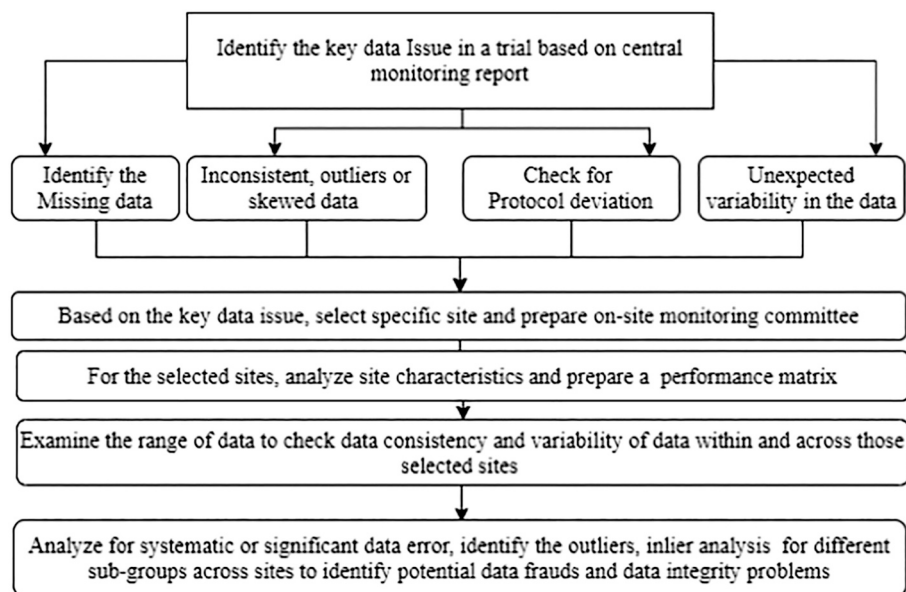 Identify the key data Issue in a trial based on central
monitoring report
Identify the
Missing data
Inconsistent, outliers or
skewed data
Check for
Protocol deviation
Unexpected
variability in the data
Based on the key data issue, select specific site and prepare on-site monitoring committee
For the selected sites, analyze site characteristics and prepare a performance matrix
Examine the range of data to check data consistency and variability of data within and across those
selected sites
Analyze for systematic or significant data error, identify the outliers, inlier analysis for different
sub-groups across sites to identify potential data frauds and data integrity problems